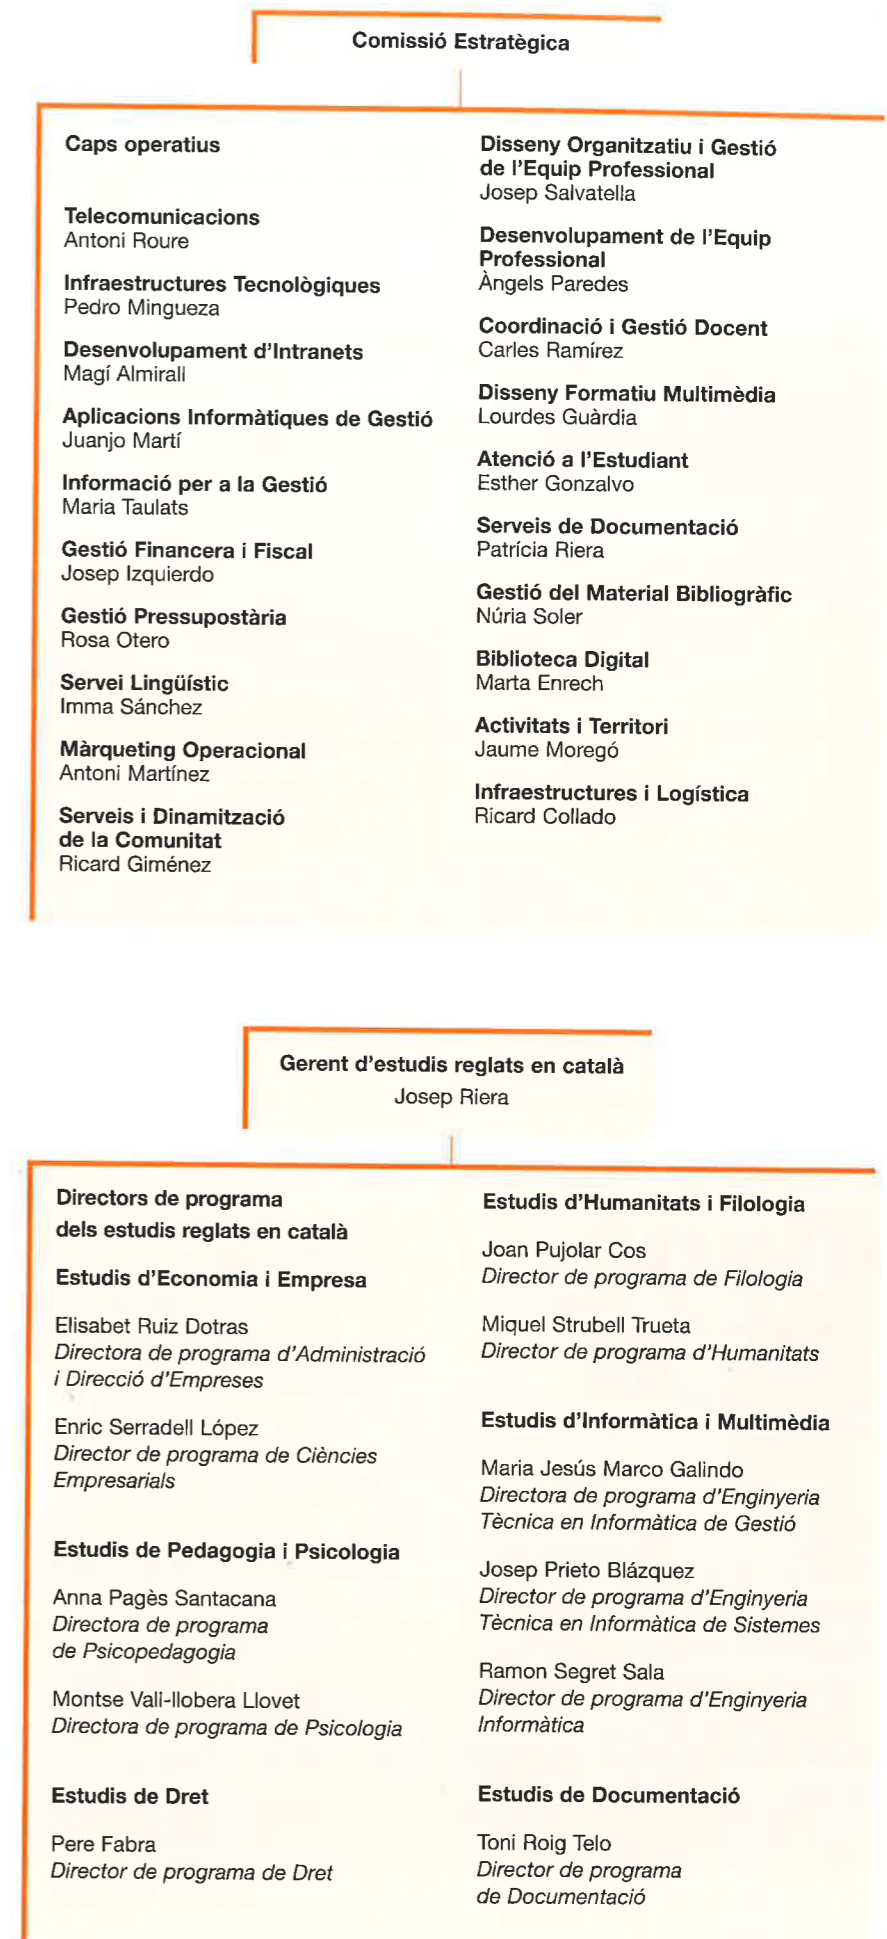 Comissió Estratègica
Caps operatius
Telecomunicacions
Antoni Roure
Infraestructures Tecnològiques
Pedro Mingueza
Desenvolupament d'Intranets
Magí Almirall
Aplicacions Informàtiques de Gestió
Juanjo Martí
Informació per a la Gestió
Maria Taulats
Gestió Financera i Fiscal
Josep Izquierdo
Gestió Pressupostària
Rosa Otero
Servei Lingüístic
Imma Sánchez
Màrqueting Operacional
Antoni Martínez
Serveis i Dinamització
de la Comunitat
Ricard Giménez
Disseny Organitzatiu i Gestió
de l'Equip Professional
Josep Salvatella
Desenvolupament de l'Equip
Professional
Àngels Paredes
Coordinació i Gestió Docent
Carles Ramírez
Disseny Formatiu Multimèdia
Lourdes Guàrdia
Atenció a l'Estudiant
Esther Gonzalvo
Serveis de Documentació
Patrícia Riera
Gestió del Material Bibliogràfic
Núria Soler
Biblioteca Digital
Marta Enrech
Activitats i Territori
Jaume Moregó
Infraestructures i Logística
Ricard Collado
Gerent d'estudis reglats en català
Josep Riera
Directors de programa
dels estudis reglats en català
Estudis d'Economia i Empresa
Elisabet Ruiz Dotras
Directora de programa d'Administració
i Direcció d'Empreses
Enric Serradell López
Director de programa de Ciències
Empresarials
Estudis de Pedagogia i Psicologia
Anna Pagès Santacana
Directora de programa
de Psicopedagogia
Montse Vall-llobera Llovet
Directora de programa de Psicologia
Estudis de Dret
Pere Fabra
Director de programa de Dret
Estudis d'Humanitats i Filologia
Joan Pujolar Cos
Director de programa de Filologia
Miquel Strubell Trueta
Director de programa d'Humanitats
Estudis d'Informàtica i Multimèdia
Maria Jesús Marco Galindo
Directora de programa d'Enginyeria
Tècnica en Informàtica de Gestió
Josep Prieto Blázquez
Director de programa d'Enginyeria
Tècnica en Informàtica de Sistemes
Ramon Segret Sala
Director de programa d'Enginyeria
Informàtica
Estudis de Documentació
Toni Roig Telo
Director de programa
de Documentació